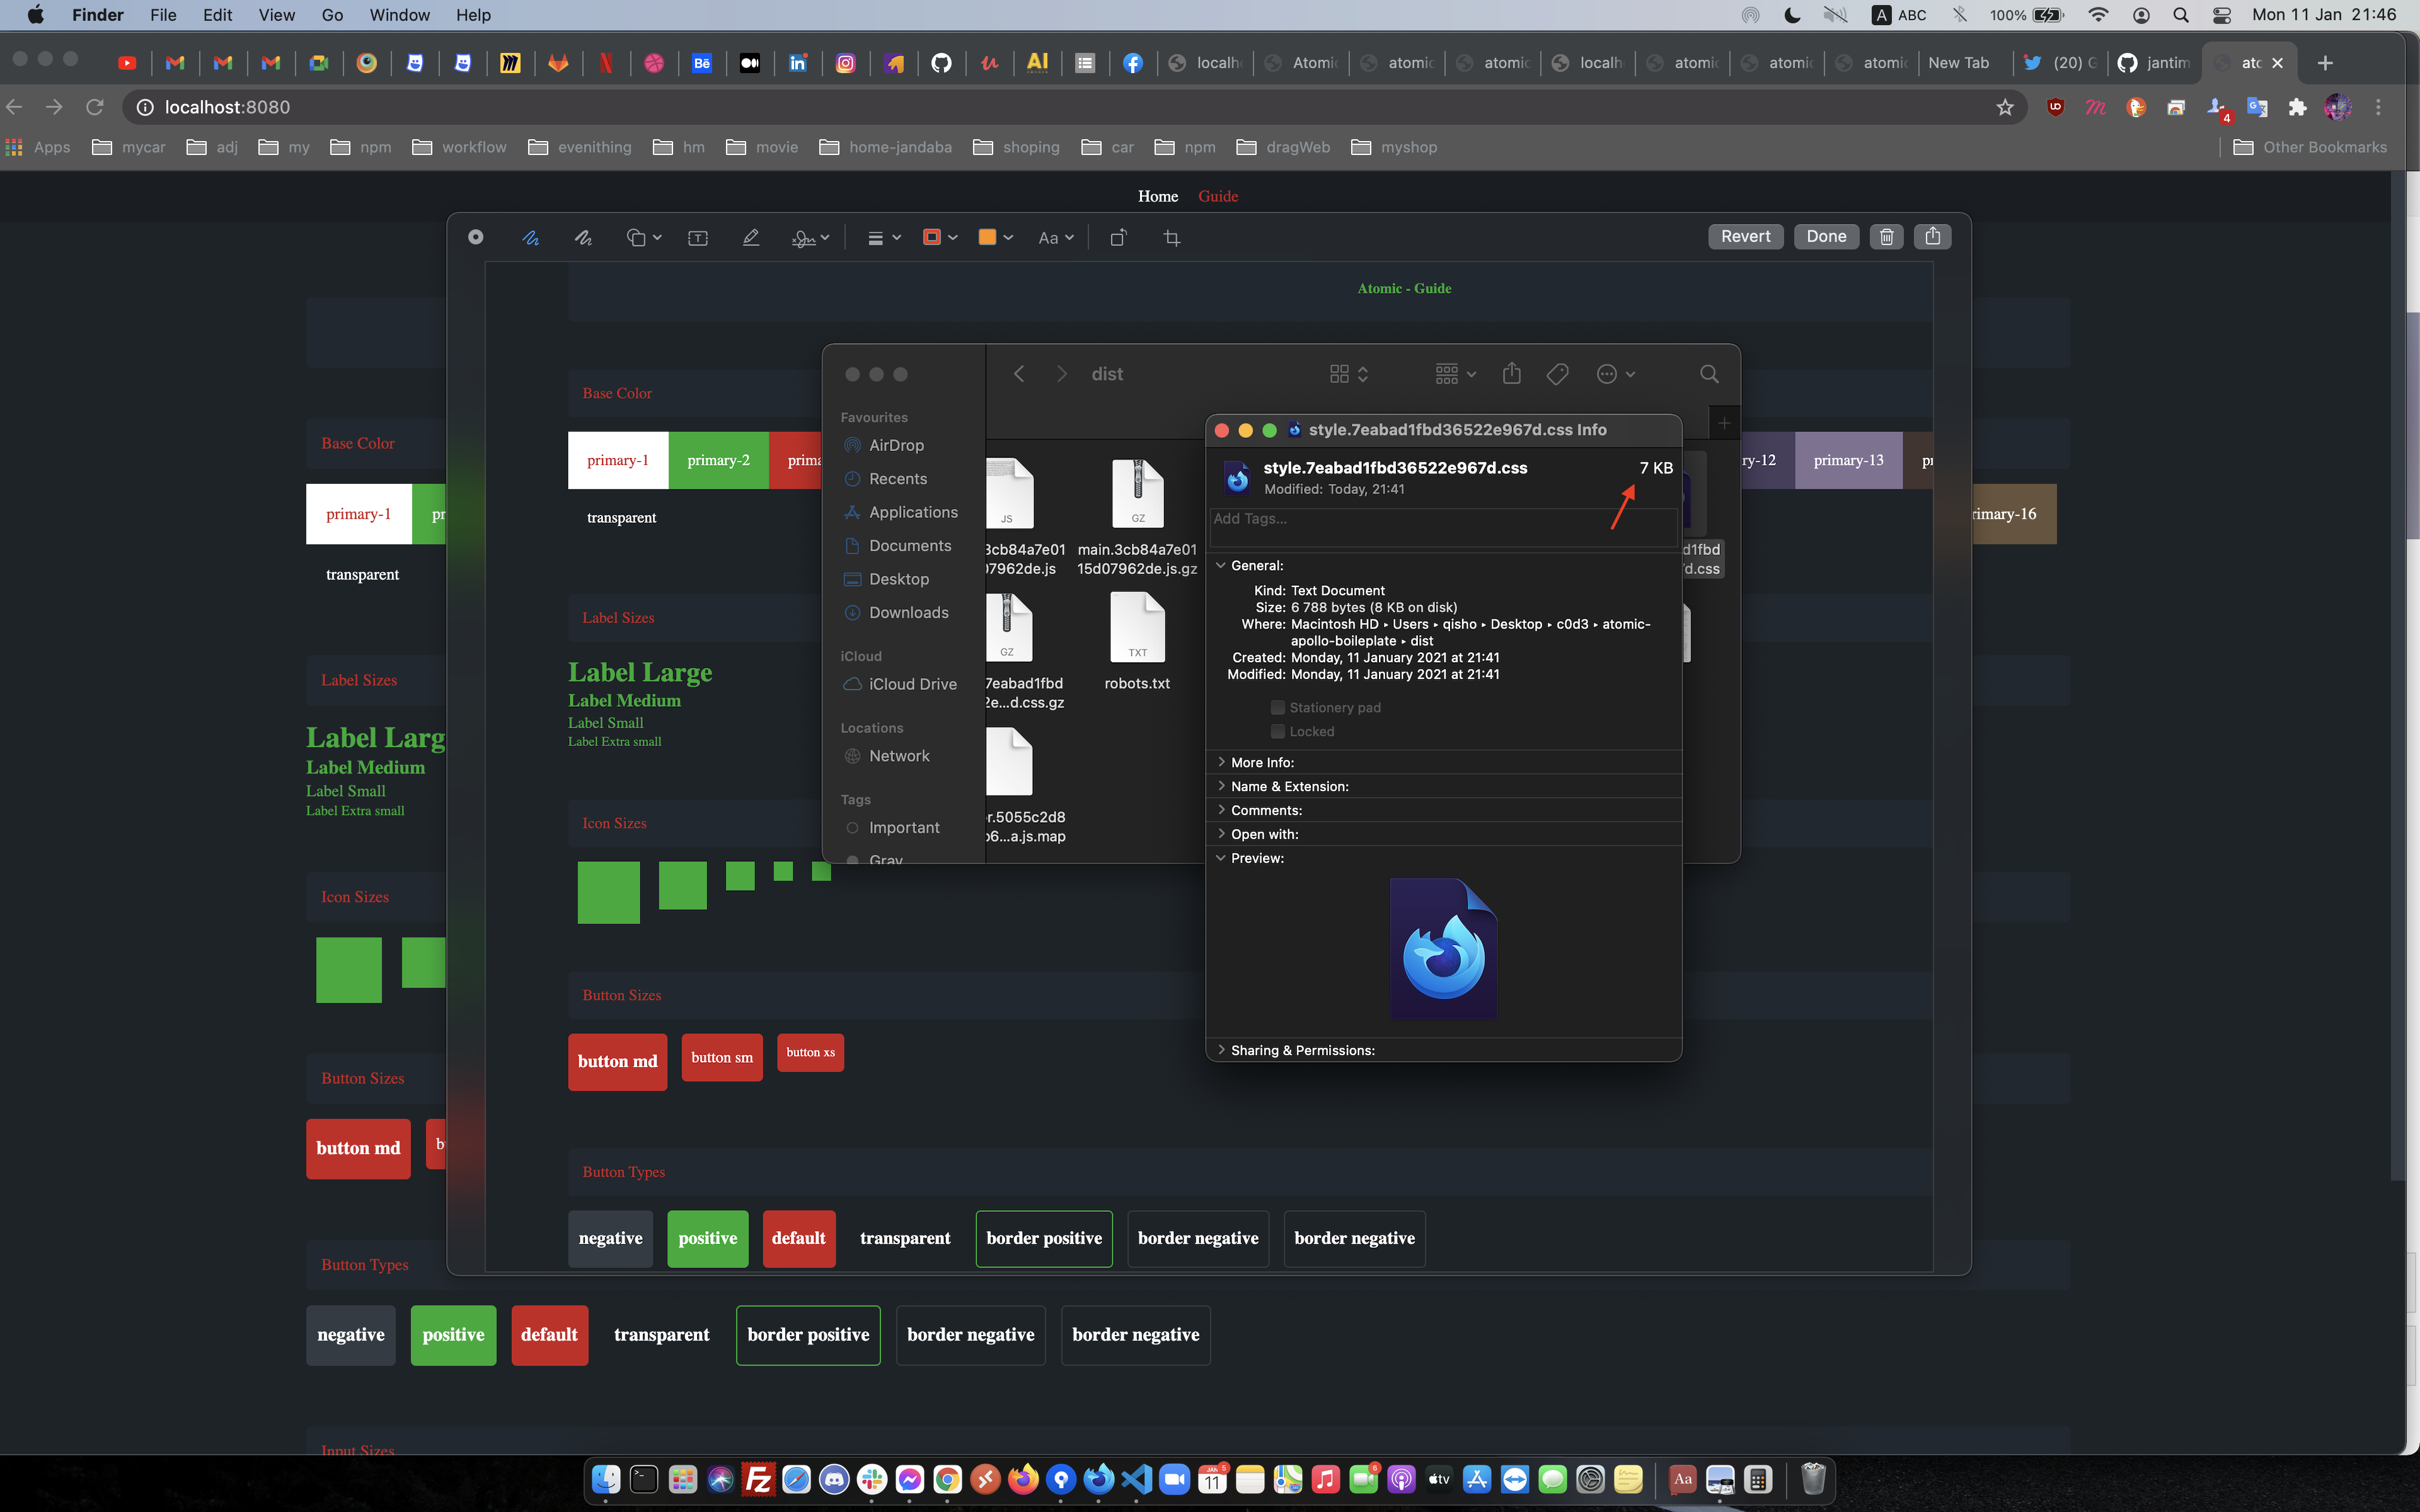 Finder File Edit View Go Window Help
A ABC 100% Mon 11 Jan 21:46
Bē AI localh Atomic atomic atomic localh atomic atomic atomic New Tab (20) G jantim atc
localhost:8080
4
Apps mycar adj my npm workflow evenithing hm movie home-jandaba shoping car npm dragWeb myshop Other Bookmarks
Home Guide
Aa Revert Done
Atomic - Guide
Base Color
primary-1 primary-2 prima
ry-12 primary-13
transparent
Label Sizes
Label Large
Label Medium
Label Small
Label Extra small
Icon Sizes
Button Sizes
button md button sm button xs
Button Types
negative positive default transparent border positive border negative border negative
Base Color
primary-1 pr
rimary-16
transparent
Label Sizes
Label Larg
Label Medium
Label Small
Label Extra small
Icon Sizes
Button Sizes
button md b
Button Types
negative positive default transparent border positive border negative border negative
Input Sizes
dist
Favourites
AirDrop
Recents
Applications
Documents
Desktop
Downloads
iCloud
iCloud Drive
Locations
Network
Tags
Important
Gray
JS
3cb84a7e01
07962de.js
GZ
main.3cb84a7e01
15d07962de.js.gz
d1fbd
d.css
GZ
7eabad1fbd
2e...d.css.gz
TXT
robots.txt
r.5055c2d8
b6...a.js.map
style.7eabad1fbd36522e967d.css Info
style.7eabad1fbd36522e967d.css 7 KB
Modified: Today, 21:41
Add Tags...
General:
Kind: Text Document
Size: 6 788 bytes (8 KB on disk)
Where: Macintosh HD ▸ Users ▸ qisho ▸ Desktop ▸ c0d3 ▸ atomic-
apollo-boileplate ▸ dist
Created: Monday, 11 January 2021 at 21:41
Modified: Monday, 11 January 2021 at 21:41
Stationery pad
Locked
More Info:
Name & Extension:
Comments:
Open with:
Preview:
Sharing & Permissions:
Fz JAN 11 5 6 tv Aa